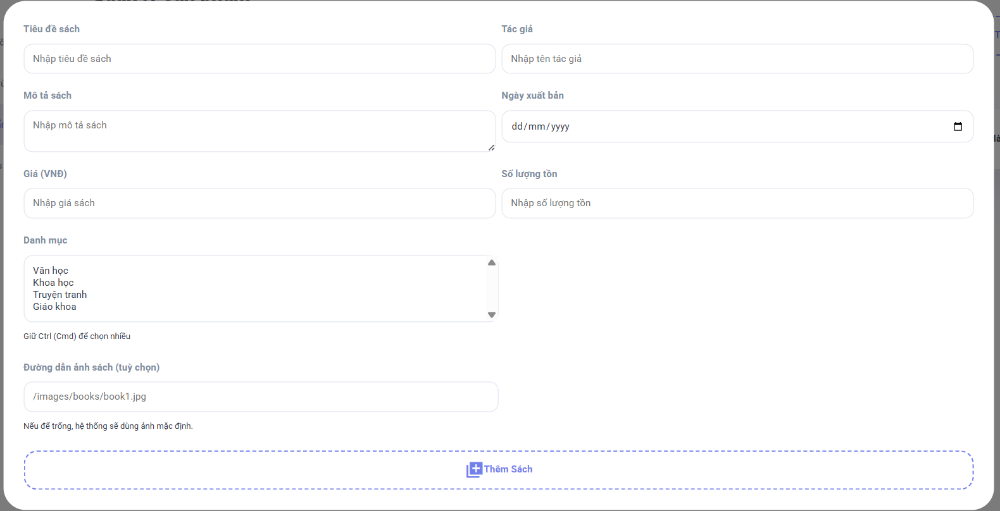 Tiêu đề sách
Tác giả
Nhập tiêu đề sách
Nhập tên tác giả
Mô tả sách
Ngày xuất bản
Nhập mô tả sách
dd/mm/yyyy
Giá (VNĐ)
Số lượng tồn
Nhập giá sách
Nhập số lượng tồn
Danh mục
Văn học
Khoa học
Truyện tranh
Giáo khoa
Giữ Ctrl (Cmd) để chọn nhiều
Đường dẫn ảnh sách (tuỳ chọn)
/images/books/book1.jpg
Nếu để trống, hệ thống sẽ dùng ảnh mặc định.
Thêm Sách